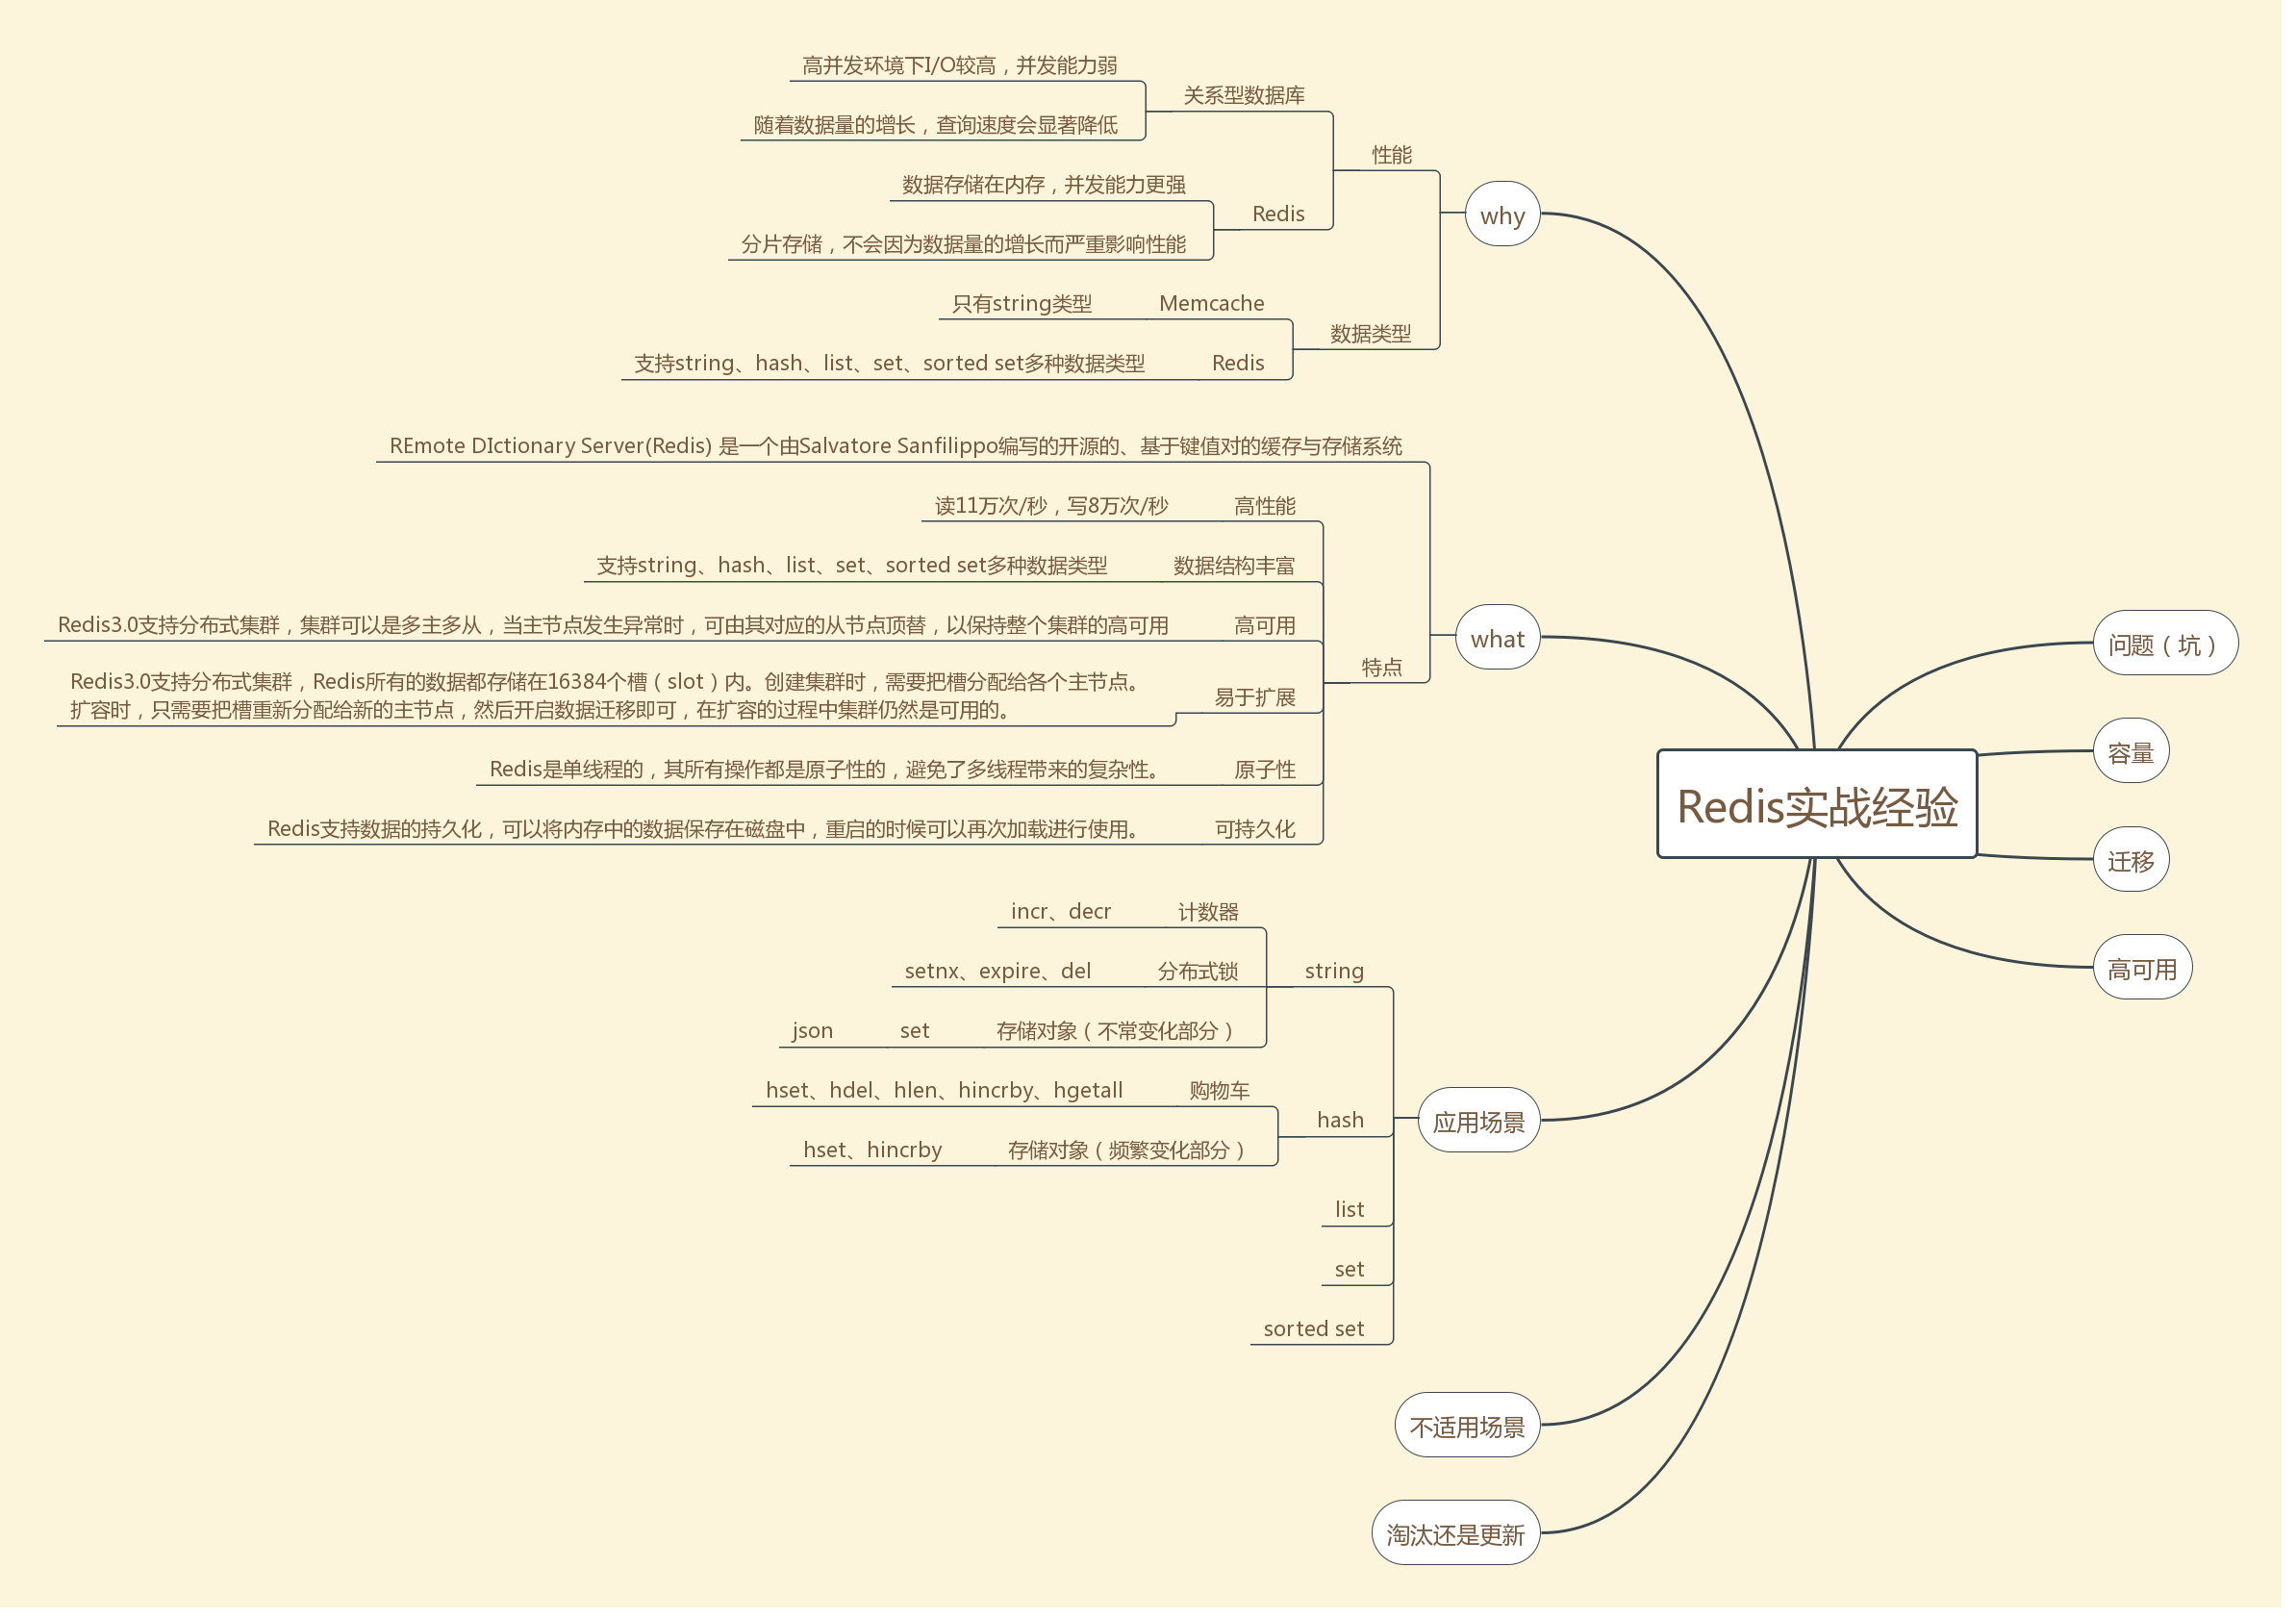 高并发环境下I/O较高，并发能力弱
关系型数据库
随着数据量的增长，查询速度会显著降低
性能
数据存储在内存，并发能力更强
Redis
why
分片存储，不会因为数据量的增长而严重影响性能
只有string类型
Memcache
数据类型
支持string、hash、list、set、sorted set多种数据类型
Redis
REmote DIctionary Server(Redis) 是一个由Salvatore Sanfilippo编写的开源的、基于键值对的缓存与存储系统
读11万次/秒，写8万次/秒
高性能
支持string、hash、list、set、sorted set多种数据类型
数据结构丰富
Redis3.0支持分布式集群，集群可以是多主多从，当主节点发生异常时，可由其对应的从节点顶替，以保持整个集群的高可用
高可用
what
特点
Redis3.0支持分布式集群，Redis所有的数据都存储在16384个槽（slot）内。创建集群时，需要把槽分配给各个主节点。
扩容时，只需要把槽重新分配给新的主节点，然后开启数据迁移即可，在扩容的过程中集群仍然是可用的。
易于扩展
Redis是单线程的，其所有操作都是原子性的，避免了多线程带来的复杂性。
原子性
Redis支持数据的持久化，可以将内存中的数据保存在磁盘中，重启的时候可以再次加载进行使用。
可持久化
incr、decr
计数器
setnx、expire、del
分布式锁
string
json
set
存储对象（不常变化部分）
hset、hdel、hlen、hincrby、hgetall
购物车
hash
应用场景
hset、hincrby
存储对象（频繁变化部分）
list
set
sorted set
不适用场景
淘汰还是更新
Redis实战经验
问题（坑）
容量
迁移
高可用